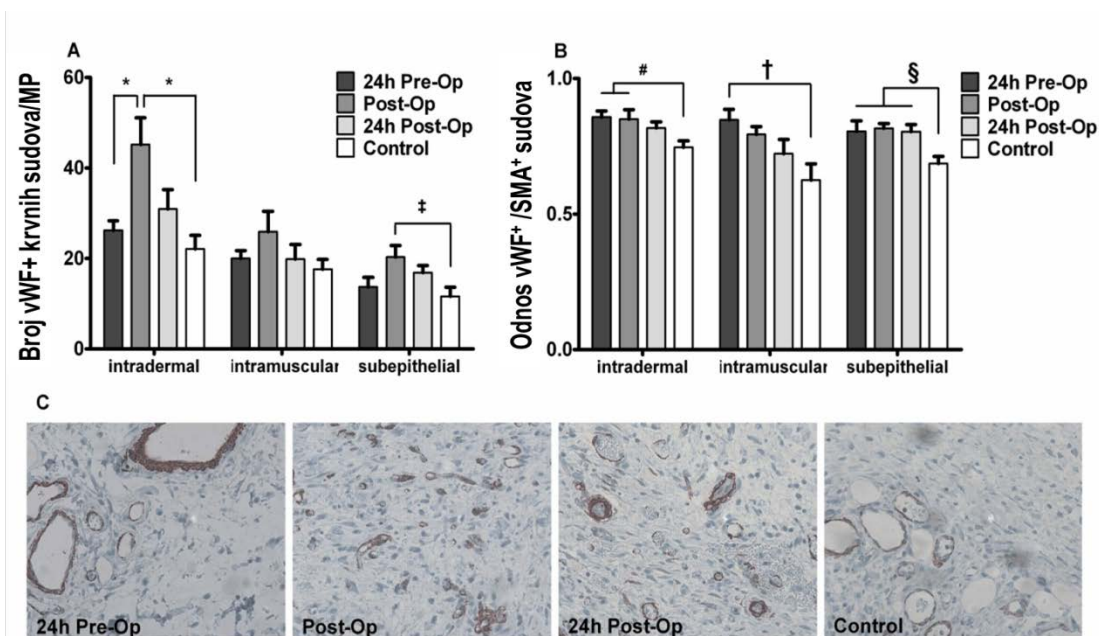 A
Broj vWF+ krvnih sudova/MP
60
40
20
0
* *
24h Pre-Op
Post-Op
24h Post-Op
Control
‡
intradermal intramuscular subepithelial
B
Odnos vWF⁺ /SMA⁺ sudova
1.0
0.5
0.0
# † §
24h Pre-Op
Post-Op
24h Post-Op
Control
intradermal intramuscular subepithelial
C
24h Pre-Op Post-Op 24h Post-Op Control